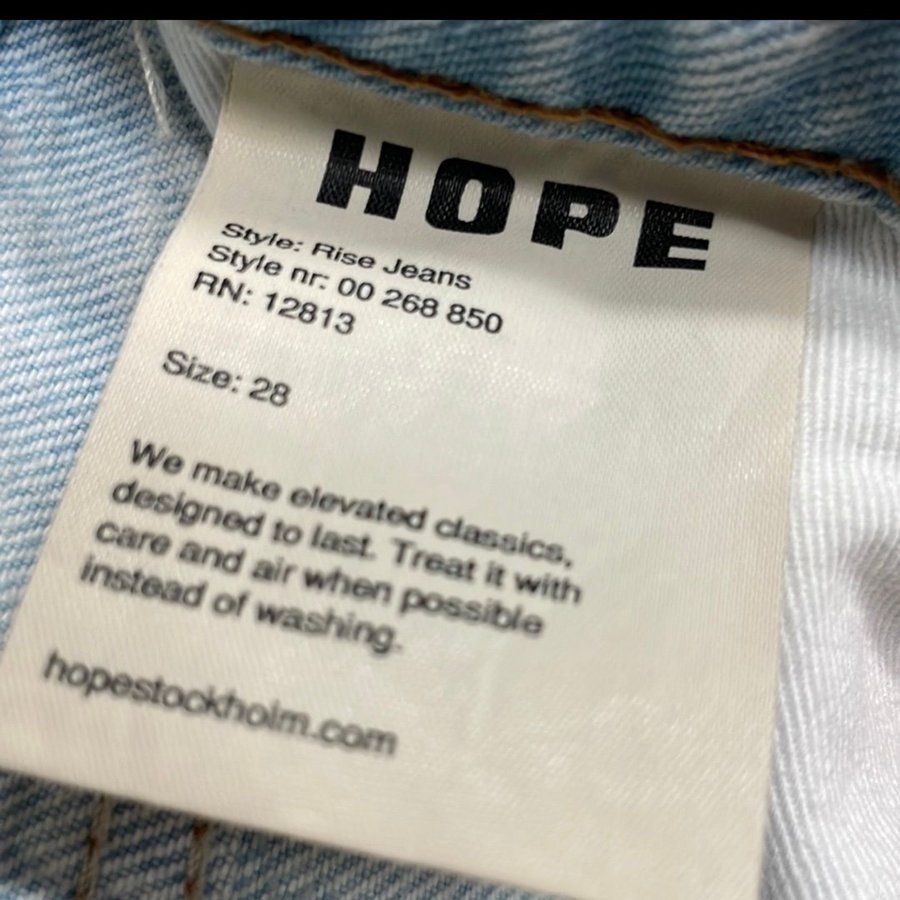 HOPE
Style: Rise Jeans
Style nr: 00 268 850
RN: 12813
Size: 28
We make elevated classics,
designed to last. Treat it with
care and air when possible
instead of washing.
hopestockholm.com